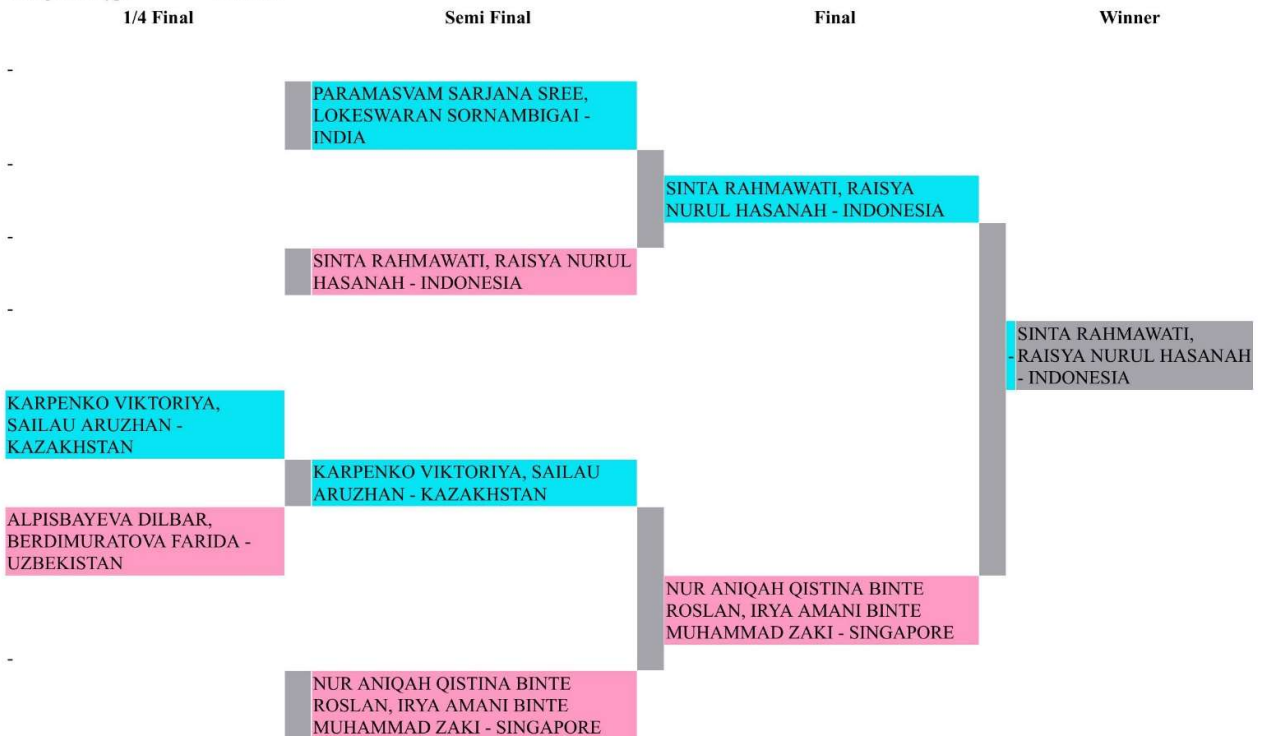 1/4 Final Semi Final Final Winner
-
PARAMASVAM SARJANA SREE,
LOKESWARAN SORNAMBIGAI -
INDIA
-
SINTA RAHMAWATI, RAISYA
NURUL HASANAH - INDONESIA
-
SINTA RAHMAWATI, RAISYA NURUL
HASANAH - INDONESIA
-
SINTA RAHMAWATI,
- RAISYA NURUL HASANAH
- INDONESIA
KARPENKO VIKTORIYA,
SAILAU ARUZHAN -
KAZAKHSTAN
KARPENKO VIKTORIYA, SAILAU
ARUZHAN - KAZAKHSTAN
ALPISBAYEVA DILBAR,
BERDIMURATOVA FARIDA -
UZBEKISTAN
NUR ANIQAH QISTINA BINTE
ROSLAN, IRYA AMANI BINTE
MUHAMMAD ZAKI - SINGAPORE
-
NUR ANIQAH QISTINA BINTE
ROSLAN, IRYA AMANI BINTE
MUHAMMAD ZAKI - SINGAPORE